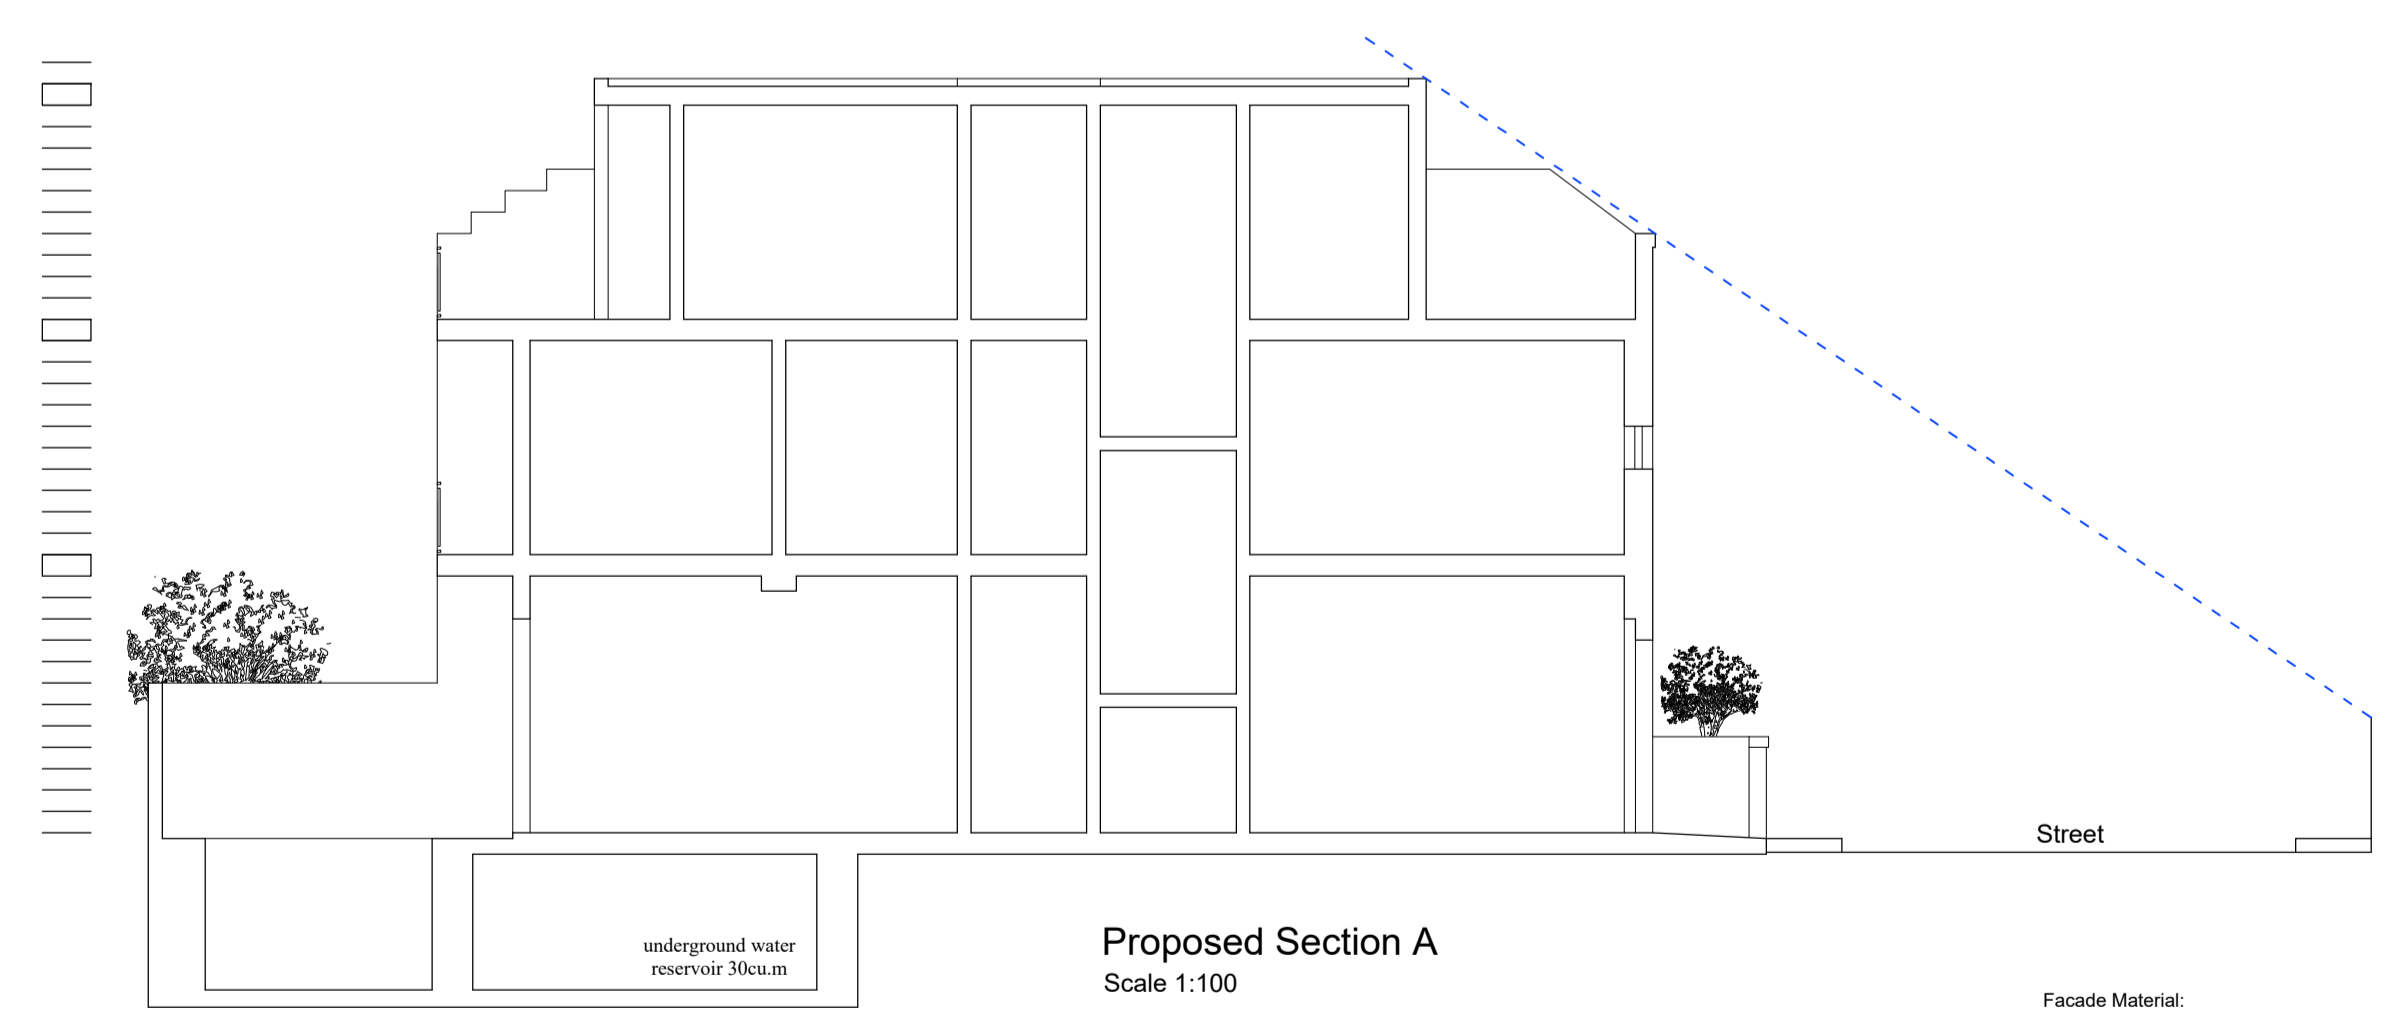 Street
underground water
reservoir 30cu.m
Proposed Section A
Scale 1:100
Facade Material: